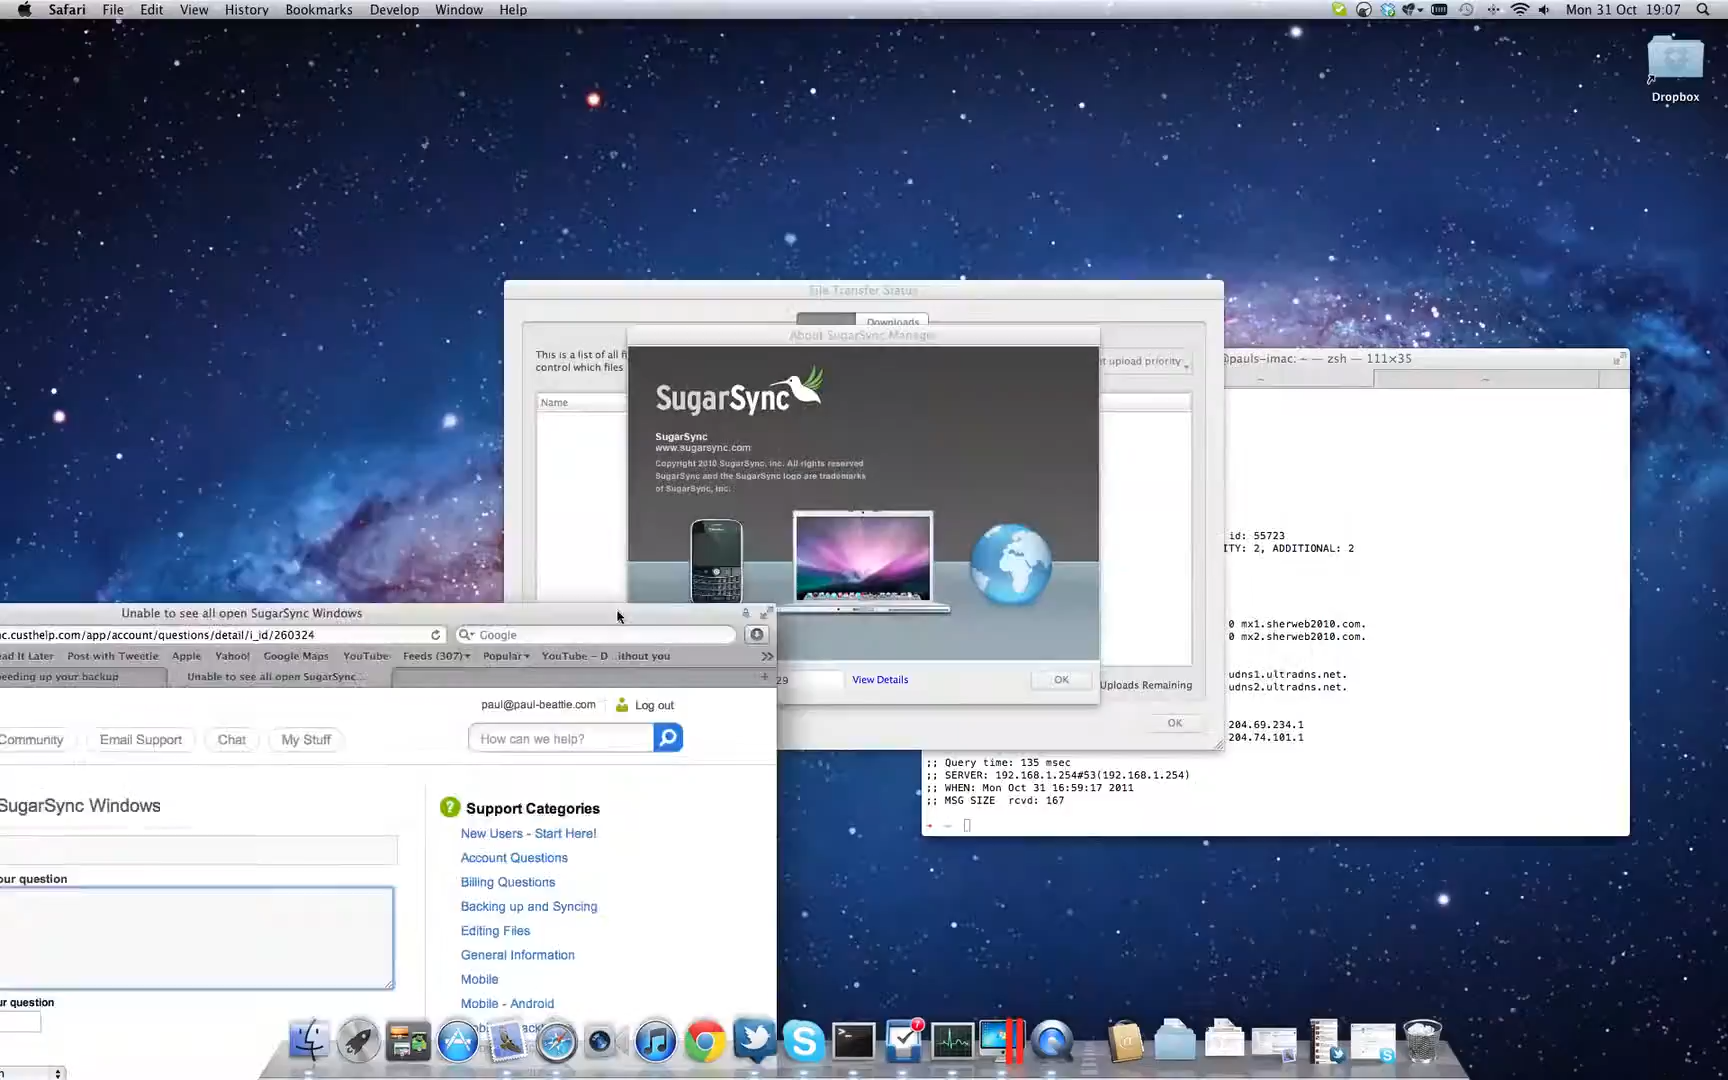 Safari File Edit View History Bookmarks Develop Window Help
Mon 31 Oct 19:07
Dropbox
File Transfer Status
Downloads
This is a list of all f
control which files
t upload priority
Name
About SugarSync Manager
SugarSync
SugarSync
www.sugarsync.com
Copyright 2010 SugarSync, Inc. All rights reserved
SugarSync and the SugarSync logo are trademarks
of SugarSync, Inc.
29
View Details
OK
Uploads Remaining
OK
@pauls-imac: ~ — zsh — 111×35
~
~
id: 55723
ITY: 2, ADDITIONAL: 2
0 mx1.sherweb2010.com.
0 mx2.sherweb2010.com.
udns1.ultradns.net.
udns2.ultradns.net.
204.69.234.1
204.74.101.1
;; Query time: 135 msec
;; SERVER: 192.168.1.254#53(192.168.1.254)
;; WHEN: Mon Oct 31 16:59:17 2011
;; MSG SIZE rcvd: 167
→ ~
Unable to see all open SugarSync Windows
c.custhelp.com/app/account/questions/detail/i_id/260324
Google
ad It Later Post with Tweetie Apple Yahoo! Google Maps YouTube Feeds (307) Popular YouTube – D...ithout you »
eeding up your backup
Unable to see all open SugarSync...
+
paul@paul-beattie.com
Log out
Community Email Support Chat My Stuff
How can we help?
SugarSync Windows
our question
r question
n
? Support Categories
New Users - Start Here!
Account Questions
Billing Questions
Backing up and Syncing
Editing Files
General Information
Mobile
Mobile - Android
7